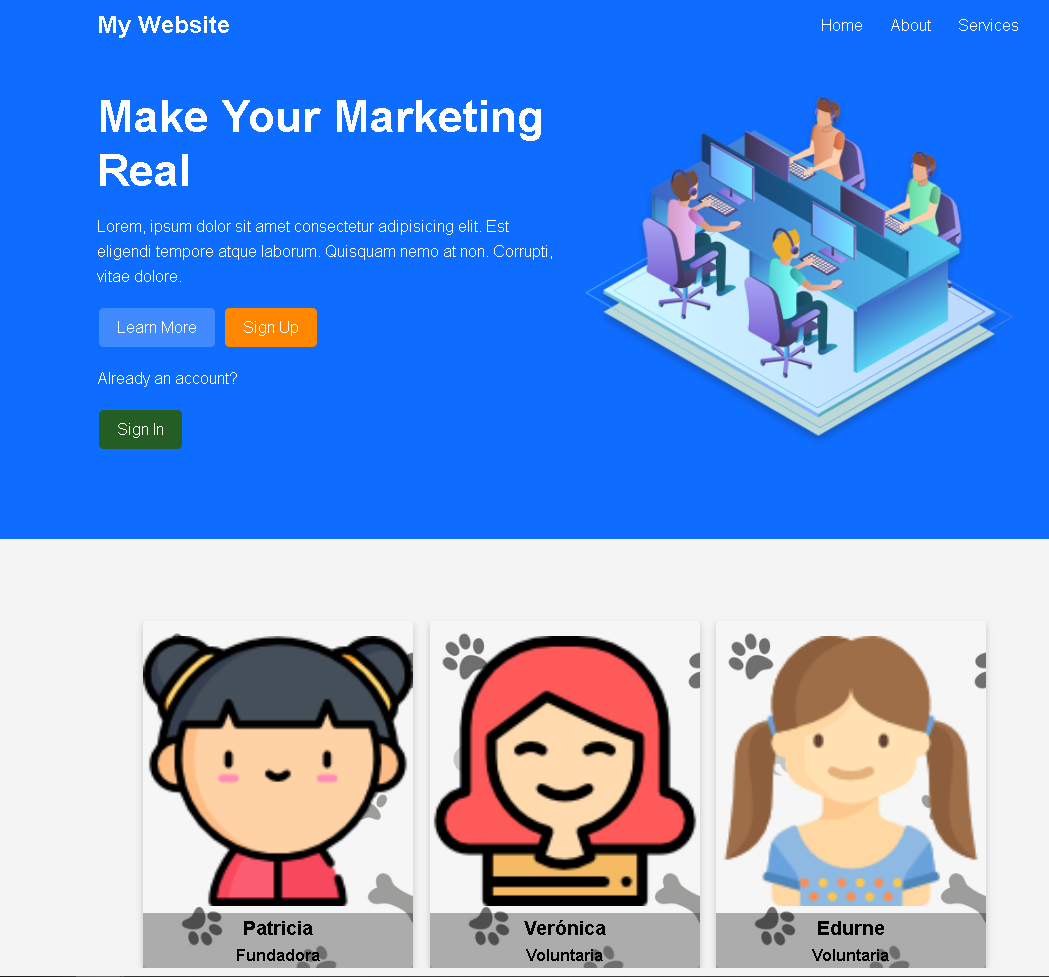 My Website
Home About Services
Make Your Marketing
Real
Lorem, ipsum dolor sit amet consectetur adipisicing elit. Est
eligendi tempore atque laborum. Quisquam nemo at non. Corrupti,
vitae dolore.
Learn More Sign Up
Already an account?
Sign In
Patricia Verónica Edurne
Fundadora Voluntaria Voluntaria